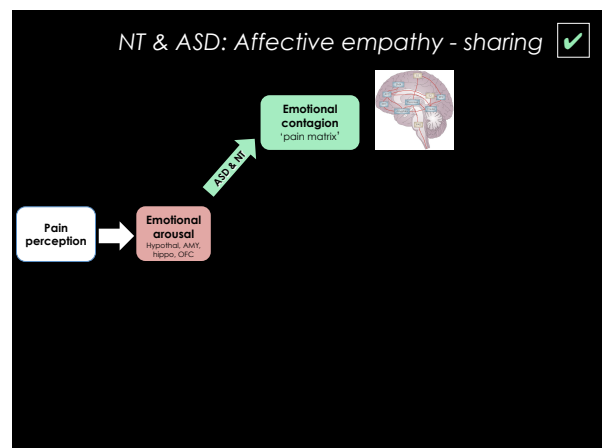 NT & ASD: Affective empathy - sharing ✔
Emotional
contagion
'pain matrix'
ASD & NT
Pain
perception
Emotional
arousal
Hypothal, AMY,
hippo, OFC